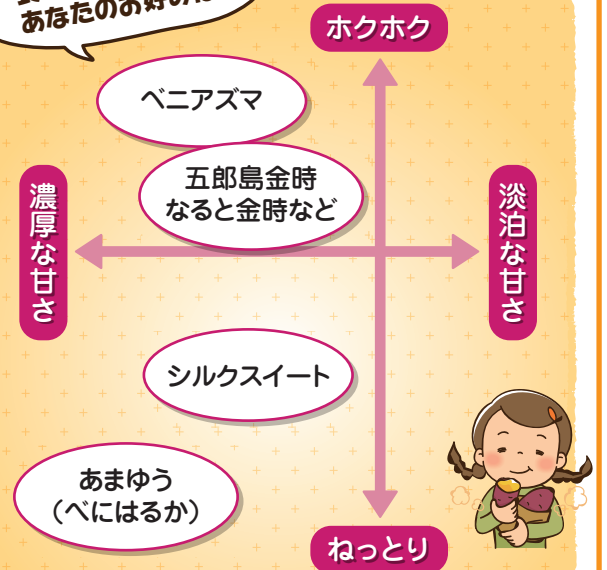 あなたのお好みは
ホクホク
ベニアズマ
五郎島金時
なると金時など
濃厚な甘さ
淡泊な甘さ
シルクスイート
あまゆう
（べにはるか）
ねっとり